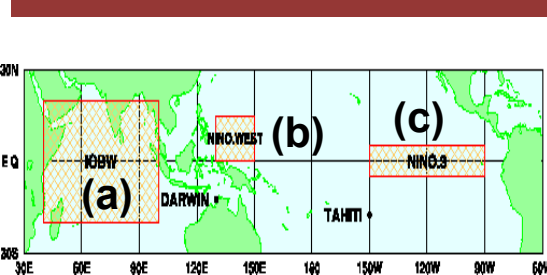 30N
(c)
NINO.WEST (b)
EQ IOBW NINO.3
(a) DARWIN
TAHITI
30S
30E 60E 90E 120E 150E 180 150W 120W 90W 60W